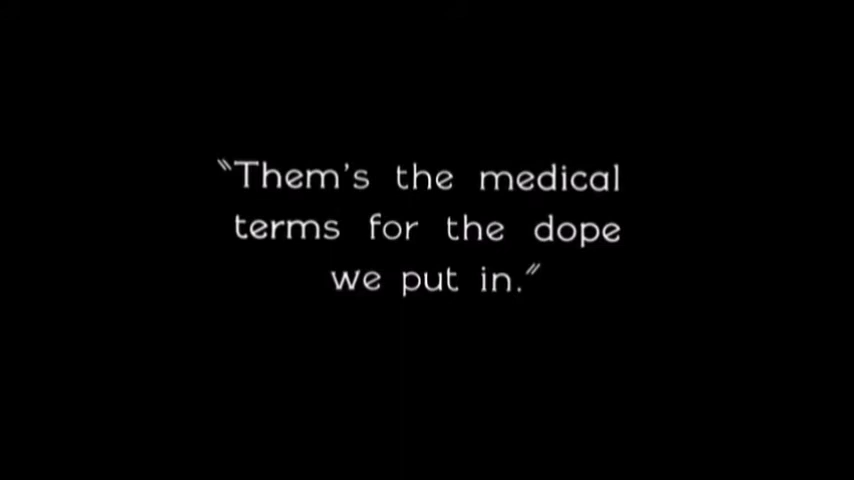 "Them's the medical
terms for the dope
we put in."